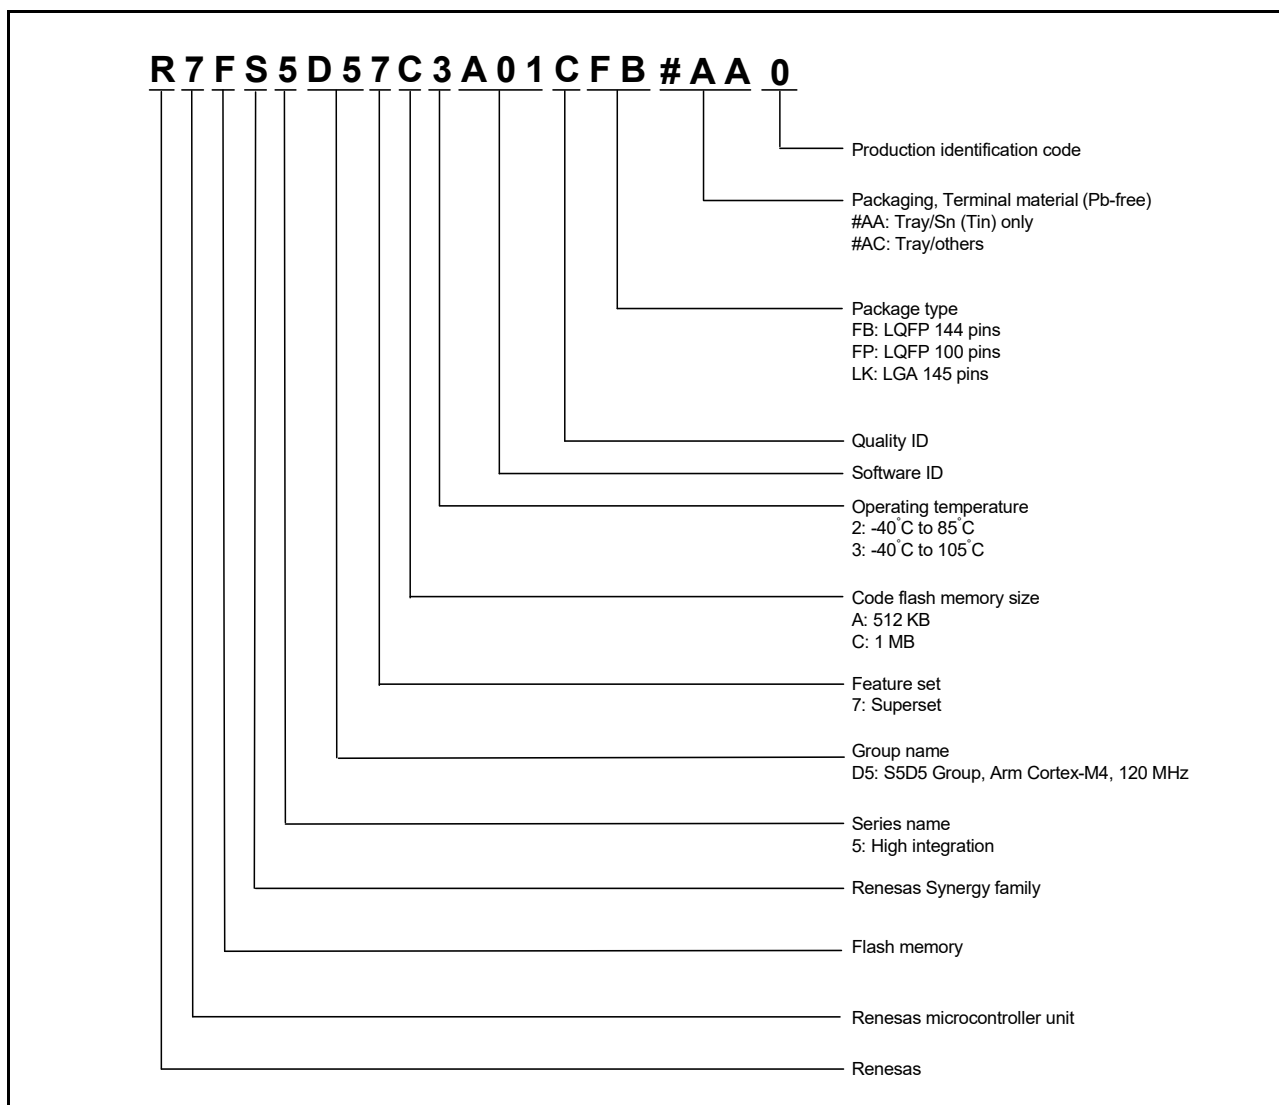 R7FS5D57C3A01CFB#AA0
Production identification code
Packaging, Terminal material (Pb-free)
#AA: Tray/Sn (Tin) only
#AC: Tray/others
Package type
FB: LQFP 144 pins
FP: LQFP 100 pins
LK: LGA 145 pins
Quality ID
Software ID
Operating temperature
2: -40°C to 85°C
3: -40°C to 105°C
Code flash memory size
A: 512 KB
C: 1 MB
Feature set
7: Superset
Group name
D5: S5D5 Group, Arm Cortex-M4, 120 MHz
Series name
5: High integration
Renesas Synergy family
Flash memory
Renesas microcontroller unit
Renesas